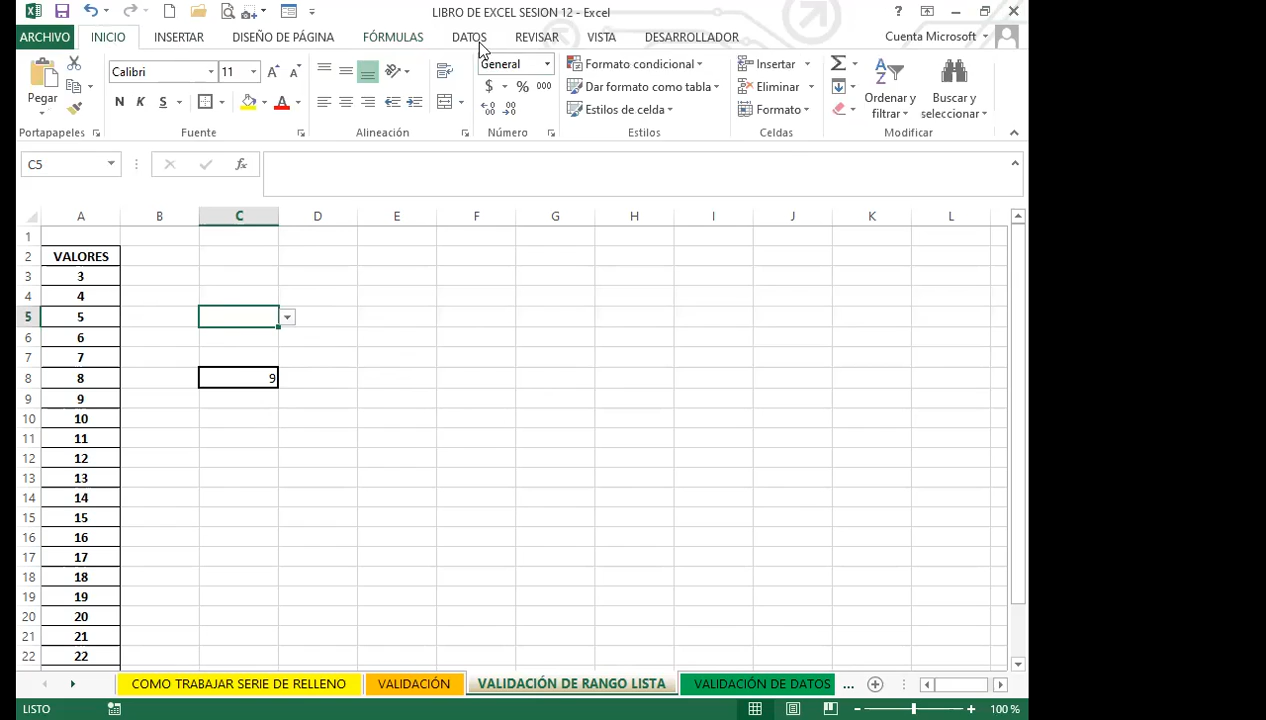 LIBRO DE EXCEL SESION 12 - Excel
ARCHIVO INICIO INSERTAR DISEÑO DE PÁGINA FÓRMULAS DATOS REVISAR VISTA DESARROLLADOR Cuenta Microsoft
Pegar
Portapapeles
Calibri 11
N K S
Fuente
Alineación
General
$ % 000
Número
Formato condicional
Dar formato como tabla
Estilos de celda
Estilos
Insertar
Eliminar
Formato
Celdas
Ordenar y filtrar
Buscar y seleccionar
Modificar
C5 fx
A B C D E F G H I J K L
1
2 VALORES
3 3
4 4
5 5
6 6
7 7
8 8 9
9 9
10 10
11 11
12 12
13 13
14 14
15 15
16 16
17 17
18 18
19 19
20 20
21 21
22 22
COMO TRABAJAR SERIE DE RELLENO VALIDACIÓN VALIDACIÓN DE RANGO LISTA VALIDACIÓN DE DATOS ...
LISTO 100 %